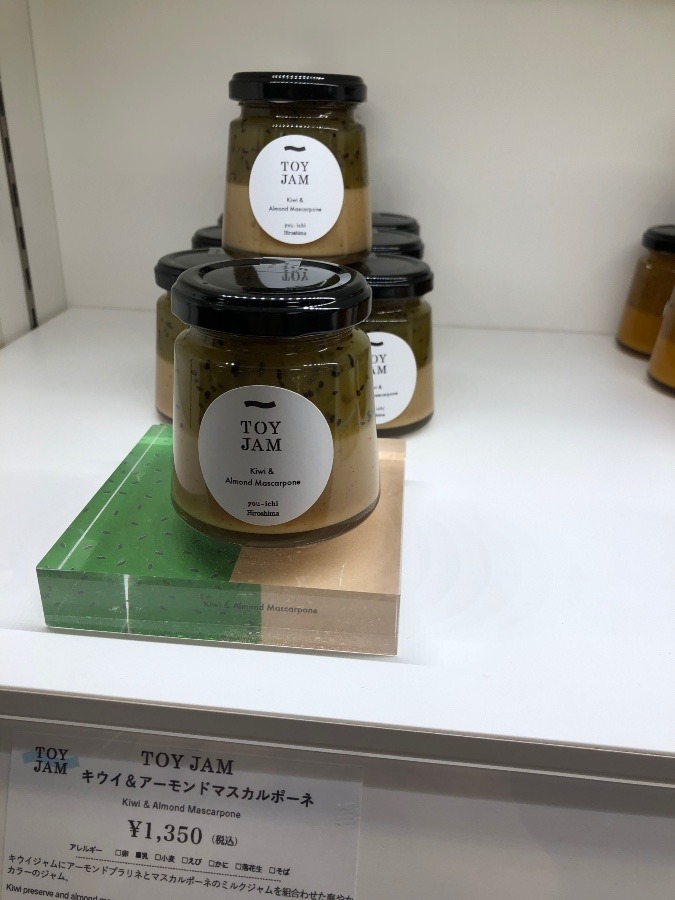 TOY
JAM
Kiwi &
Almond Mascarpone
you-ichi
Hiroshima
TOY
JAM
Kiwi &
Almond Mascarpone
you-ichi
Hiroshima
Kiwi & Almond Mascarpone
TOY
JAM
TOY JAM
キウイ&アーモンドマスカルポーネ
Kiwi & Almond Mascarpone
¥1,350 (税込)
アレルギー □卵 ■乳 □小麦 □えび □かに □落花生 □そば
キウイジャムにアーモンドプラリネとマスカルポーネのミルクジャムを組合わせた爽やか
カラーのジャム。
Kiwi preserve and almond